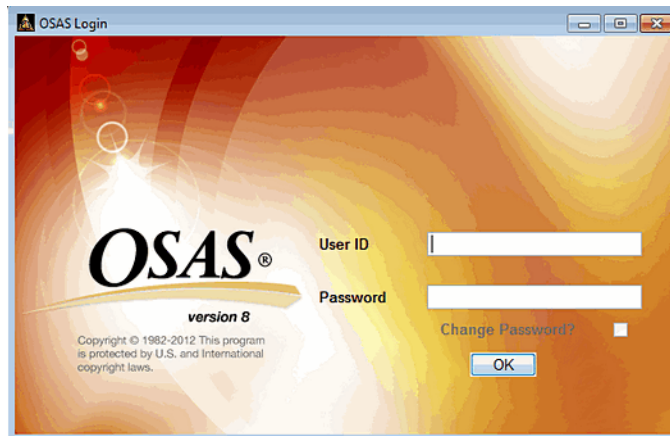 OSAS Login
OSAS®
version 8
Copyright © 1982-2012 This program
is protected by U.S. and International
copyright laws.
User ID
Password
Change Password?
OK